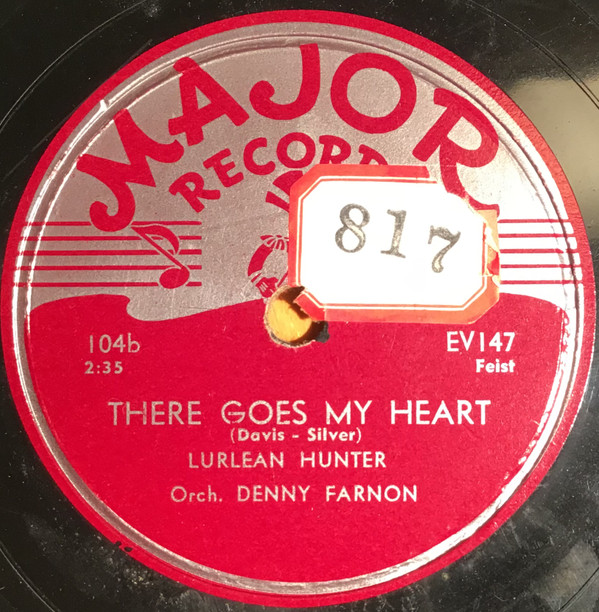 MAJOR
RECORD
817
104b
EV147
2:35
Feist
THERE GOES MY HEART
(Davis - Silver)
LURLEAN HUNTER
Orch. DENNY FARNON